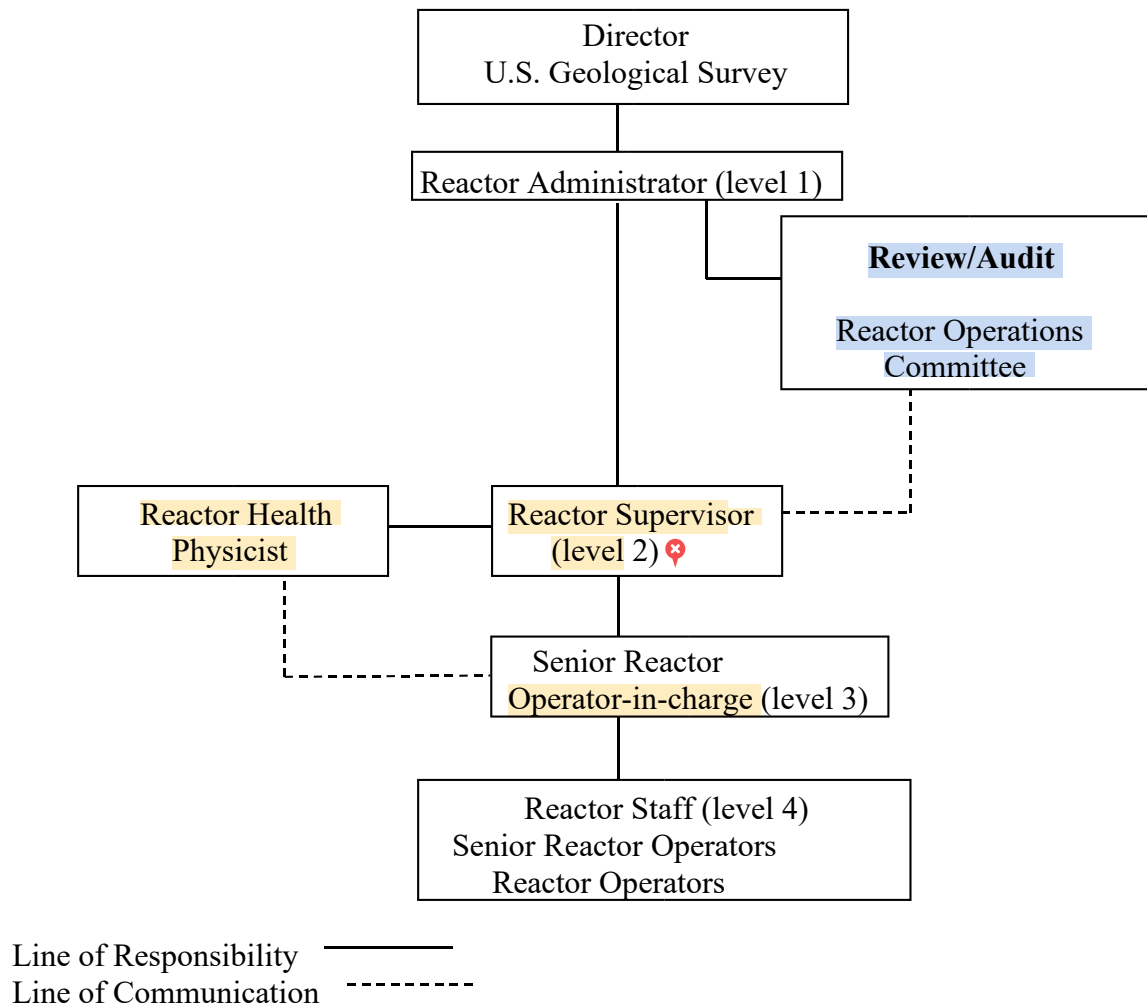 Director
U.S. Geological Survey
Reactor Administrator (level 1)
Review/Audit
Reactor Operations
Committee
Reactor Health
Physicist
Reactor Supervisor
(level 2)
Senior Reactor
Operator-in-charge (level 3)
Reactor Staff (level 4)
Senior Reactor Operators
Reactor Operators
Line of Responsibility
Line of Communication